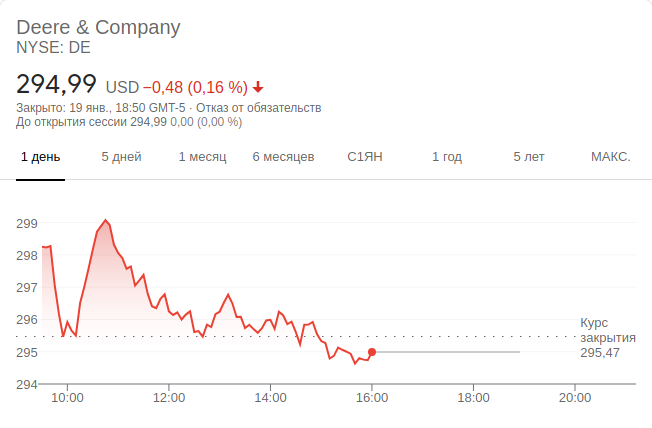 Deere & Company
NYSE: DE
294,99 USD −0,48 (0,16 %)
Закрыто: 19 янв., 18:50 GMT-5 · Отказ от обязательств
До открытия сессии 294,99 0,00 (0,00 %)
1 день 5 дней 1 месяц 6 месяцев С1ЯН 1 год 5 лет МАКС.
299
298
297
296
295
294
Курс
закрытия
295,47
10:00 12:00 14:00 16:00 18:00 20:00